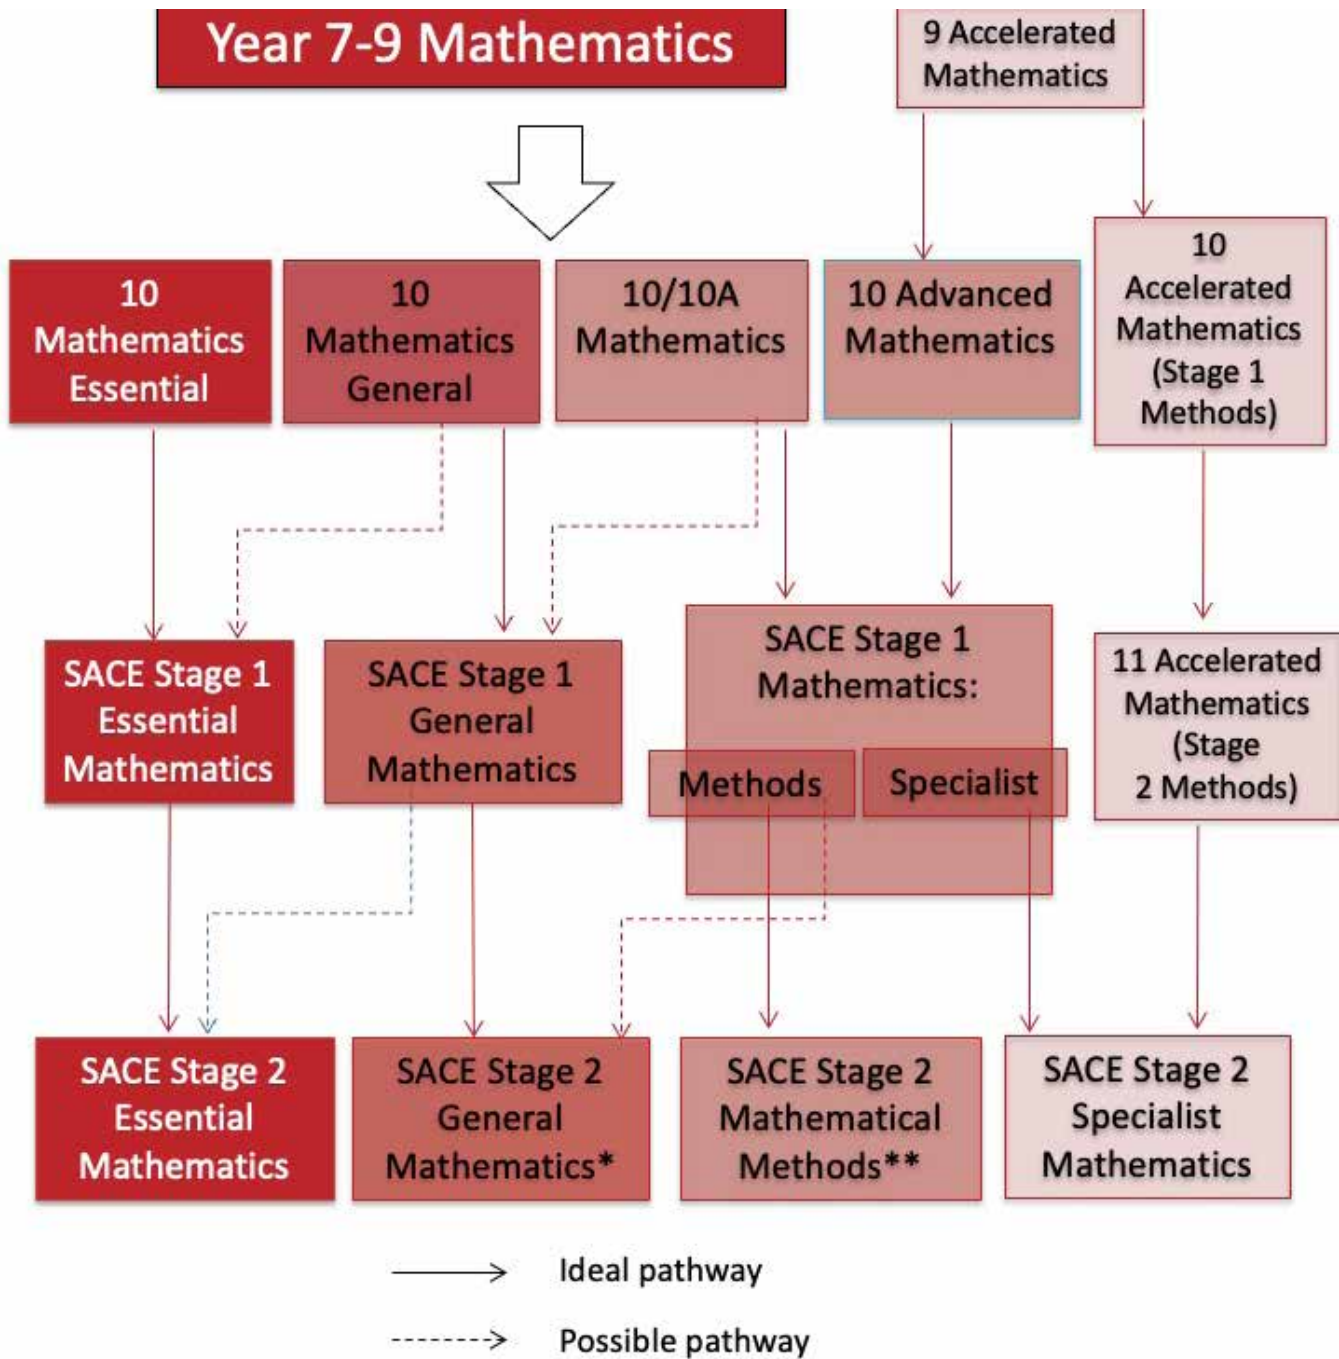 Year 7-9 Mathematics
9 Accelerated
Mathematics
10
Mathematics
Essential
10
Mathematics
General
10/10A
Mathematics
10 Advanced
Mathematics
10
Accelerated
Mathematics
(Stage 1
Methods)
SACE Stage 1
Essential
Mathematics
SACE Stage 1
General
Mathematics
SACE Stage 1
Mathematics:
Methods
Specialist
11 Accelerated
Mathematics
(Stage
2 Methods)
SACE Stage 2
Essential
Mathematics
SACE Stage 2
General
Mathematics*
SACE Stage 2
Mathematical
Methods**
SACE Stage 2
Specialist
Mathematics
Ideal pathway
Possible pathway